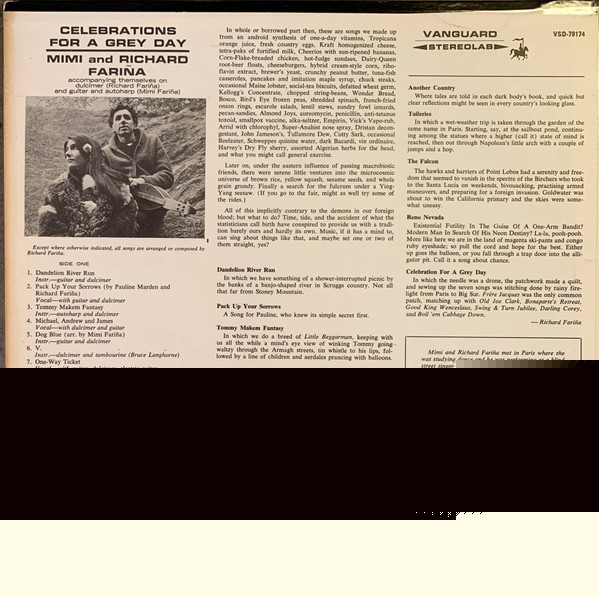 CELEBRATIONS
FOR A GREY DAY
MIMI and RICHARD
FARIÑA
accompanying themselves on
dulcimer (Richard Fariña)
and guitar and autoharp (Mimi Fariña)
Except where otherwise indicated, all songs are arranged or composed by
Richard Fariña.
SIDE ONE
1. Dandelion River Run
Instr.—guitar and dulcimer
2. Pack Up Your Sorrows (by Pauline Marden and
Richard Fariña)
Vocal—with guitar and dulcimer
3. Tommy Makem Fantasy
Instr.—autoharp and dulcimer
4. Michael, Andrew and James
Vocal—with dulcimer and guitar
5. Dog Blue (arr. by Mimi Fariña)
Instr.—guitar and dulcimer
6. V.
Instr.—dulcimer and tambourine (Bruce Langhorne)
7. One-Way Ticket
In whole or borrowed part, then, these are songs we made up
from an android synthesis of one-a-day vitamins, Tropicana
orange juice, fresh country eggs, Kraft homogenized cheese,
tetra-paks of fortified milk, Cheerios with sun-ripened bananas,
Corn-Flake-breaded chicken, hot-fudge sundaes, Dairy-Queen
root-beer floats, cheeseburgers, hybrid cream-style corn, ribo-
flavin extract, brewer's yeast, crunchy peanut butter, tuna-fish
casseroles, pancakes and imitation maple syrup, chuck steaks,
occasional Maine lobster, social-tea biscuits, defatted wheat germ,
Kellogg's Concentrate, chopped string-beans, Wonder Bread,
Bosco, Bird's Eye frozen peas, shredded spinach, french-fried
onion rings, escarole salads, lentil stews, sundry fowl innards,
pecan-sandies, Almond Joys, aureomycin, penicillin, anti-tetanus
toxoid, smallpox vaccine, alka-seltzer, Empirin, Vick's Vapo-rub,
Arrid with chlorophyl, Super-Anahist nose spray, Dristan decon-
gestant, John Jameson's, Tullamore Dew, Cutty Sark, occasional
Beefeater, Schweppes quinine water, dark Bacardi, vin ordinaire,
Harvey's Dry Fly sherry, assorted Algerian herbs for the head,
and what you might call general exercise.
Later on, under the eastern influence of passing macrobiotic
friends, there were serene little ventures into the microcosmic
universe of brown rice, yellow squash, sesame seeds, and whole
grain grundy. Finally a search for the fulcrum under a Ying-
Yang seesaw. (If you go to the fair, might as well try some of
the rides.)
All of this implicitly contrary to the demons in our foreign
blood; but what to do? Time, tide, and the accident of what the
statisticians call birth have conspired to provide us with a tradi-
tion barely ours and hardly its own. Music, if it has a mind to,
can sing about things like that, and maybe set one or two of
them straight, yes?
Dandelion River Run
In which we have something of a shower-interrupted picnic by
the banks of a banjo-shaped river in Scruggs country. Not all
that far from Stoney Mountain.
Pack Up Your Sorrows
A Song for Pauline, who knew its simple secret first.
Tommy Makem Fantasy
In which we do a breed of Little Beggarman, keeping with
us all the while a mind's eye view of winking Tommy going-
waltzy through the Armagh streets, tin whistle to his lips, fol-
lowed by a line of children and aerdales prancing with balloons.
VANGUARD
STEREOLAB
VSD-79174
Another Country
Where tales are told in each dark body's book, and quick but
clear reflections might be seen in every country's looking glass.
Tuileries
In which a wet-weather trip is taken through the garden of the
same name in Paris. Starting, say, at the sailboat pond, continu-
ing among the statues where a higher (call it) state of mind is
reached, then out through Napolean's little arch with a couple of
jumps and a hop.
The Falcon
The hawks and harriers of Point Lobos had a serenity and free-
dom that seemed to vanish in the spectre of the Birchers who took
to the Santa Lucia on weekends, bivouacking, practising armed
maneuvers, and preparing for a foreign invasion. Goldwater was
about to win the California primary and the skies were some-
what uneasy.
Reno Nevada
Existential Futility In The Guise Of A One-Arm Bandit?
Modern Man In Search Of His Neon Destiny? La-la, pooh-pooh.
More like here we are in the land of magenta ski-pants and congo
ruby eyeshade; so pull the cord and hope for the best. Either
up goes the balloon, or you fall through a trap door into the alli-
gator pit. Call it a song about chance.
Celebration For A Grey Day
In which the needle was a drone, the patchwork made a quilt,
and sewing up the seven songs was stitching done by rainy fire-
light from Paris to Big Sur. Frère Jacques was the only common
patch, matching up with Old Joe Clark, Bonaparte's Retreat,
Good King Wenceslaus, Swing & Turn Jubilee, Darling Corey,
and Boil 'em Cabbage Down.
— Richard Fariña
Mimi and Richard Fariña met in Paris where she
was studying dance and he was performing as a blind
street singer